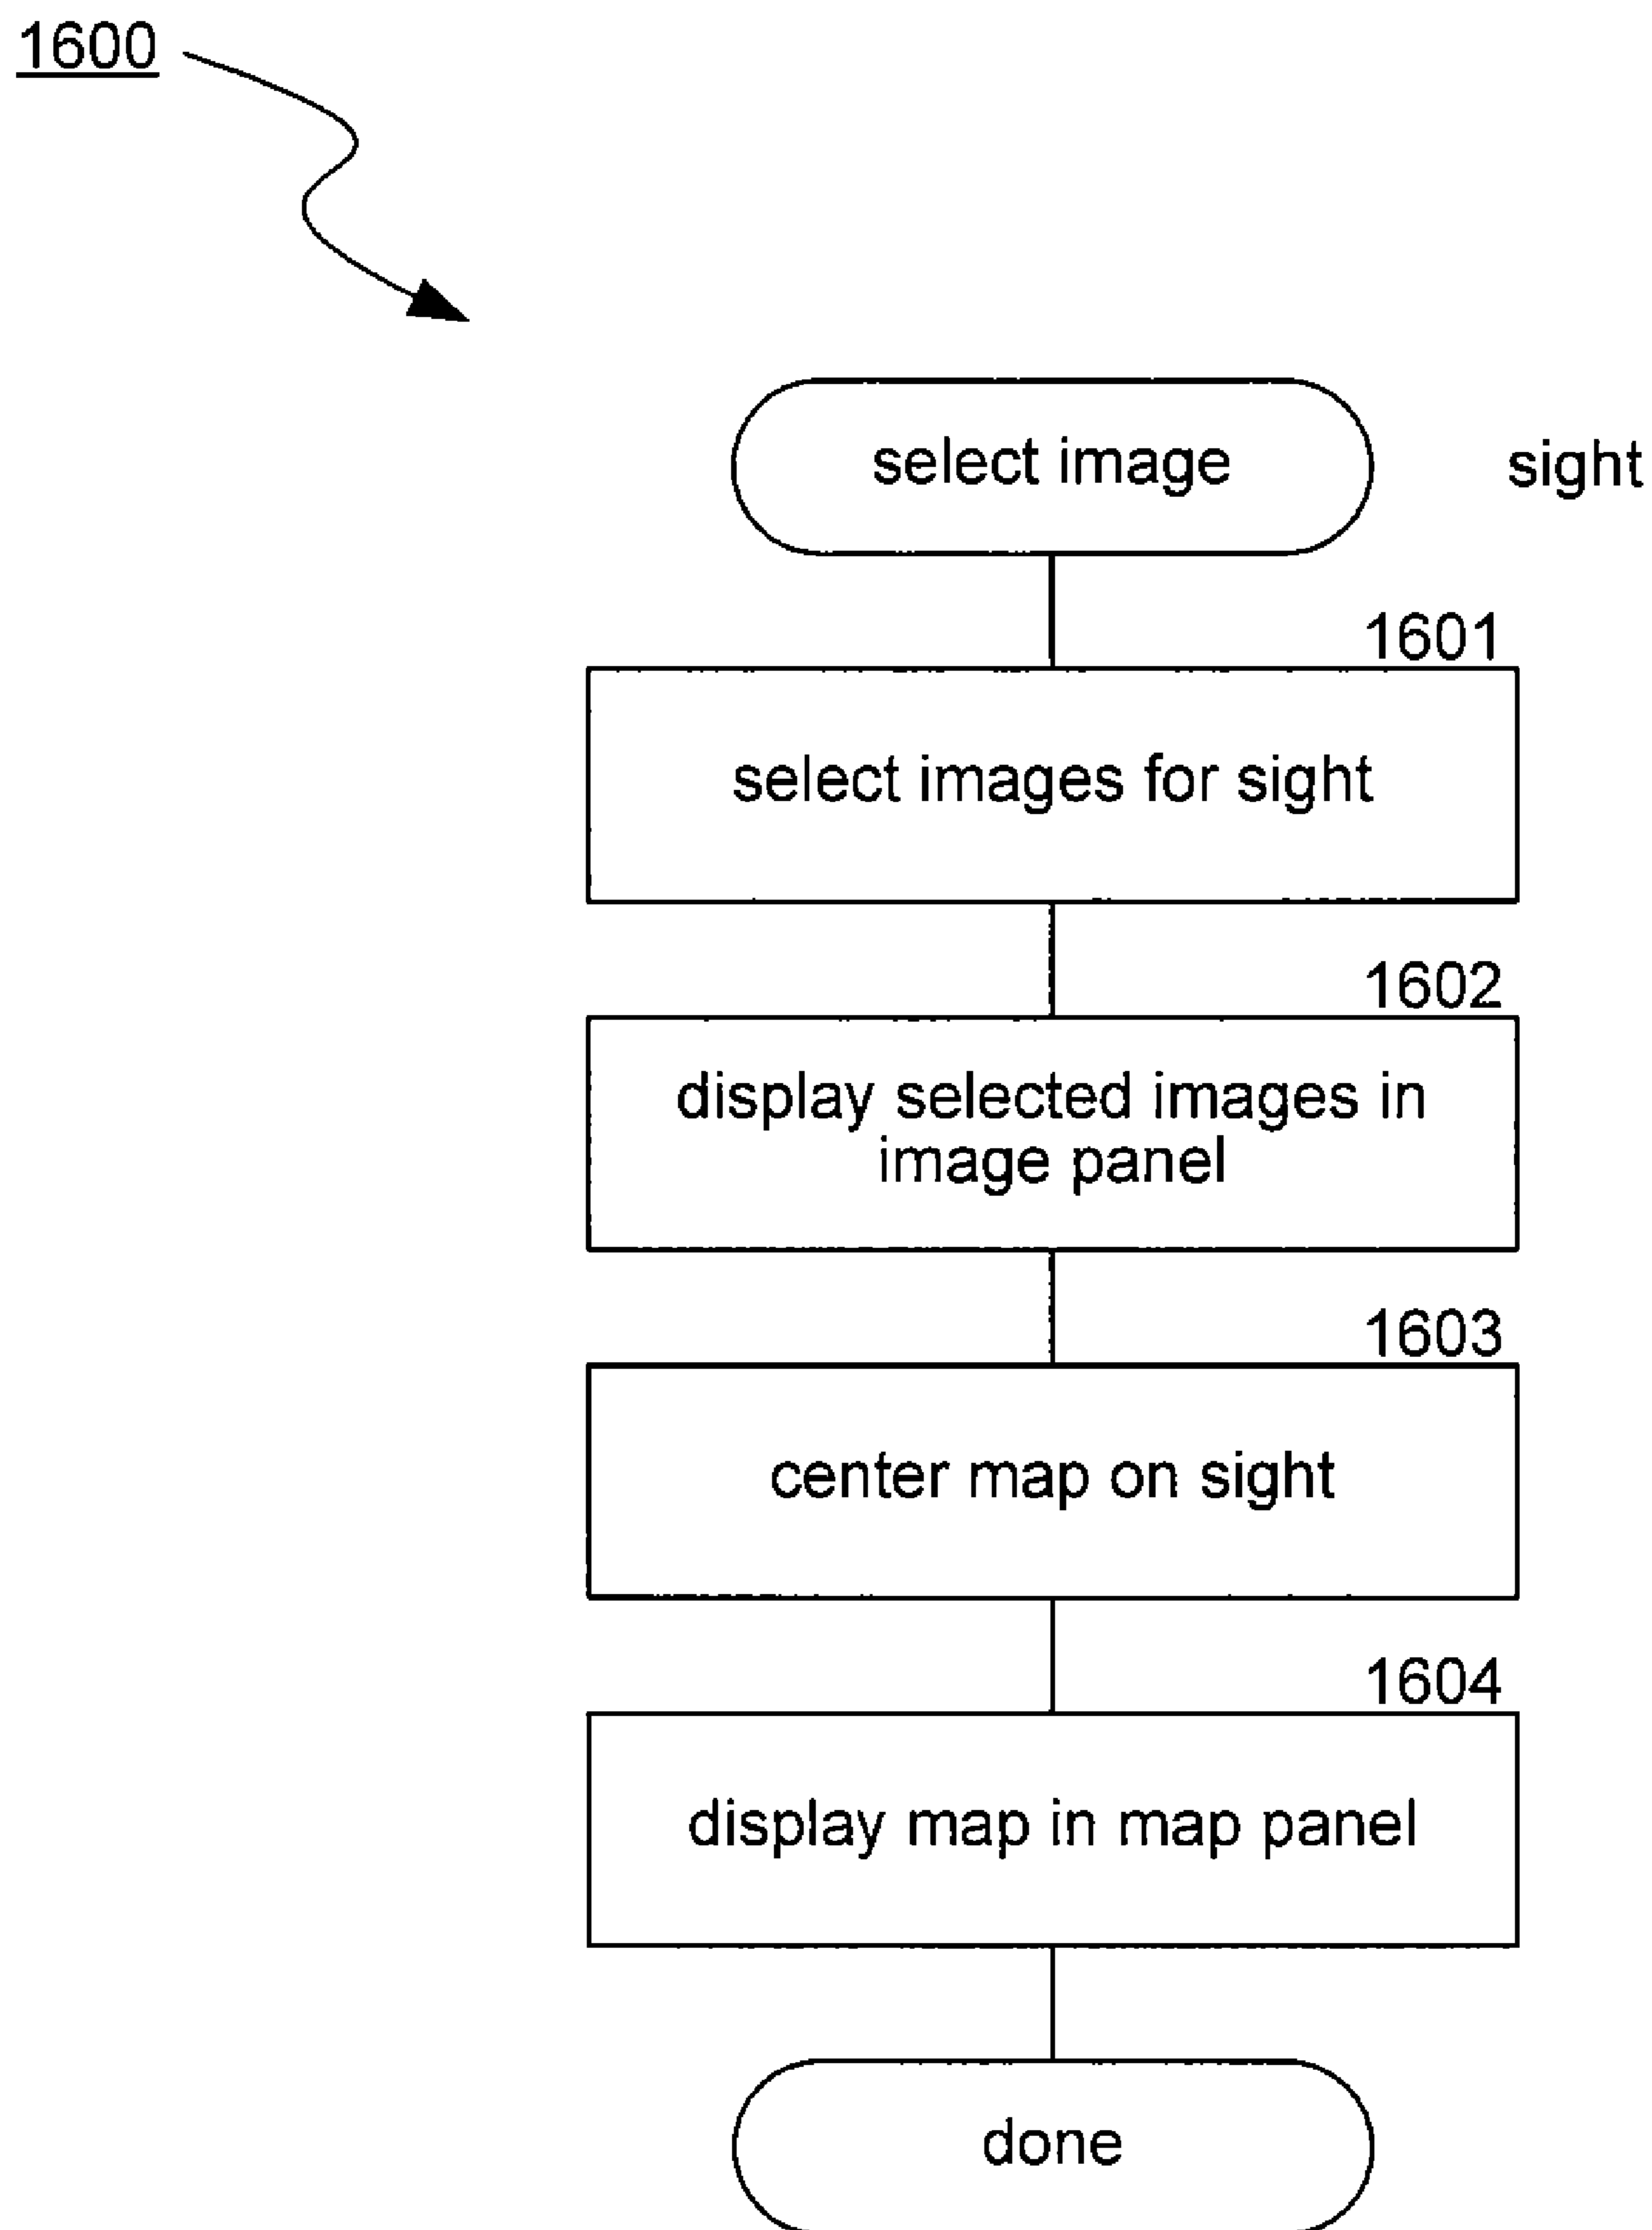 1600
select image
sight
1601
select images for sight
1602
display selected images in
image panel
1603
center map on sight
1604
display map in map panel
done